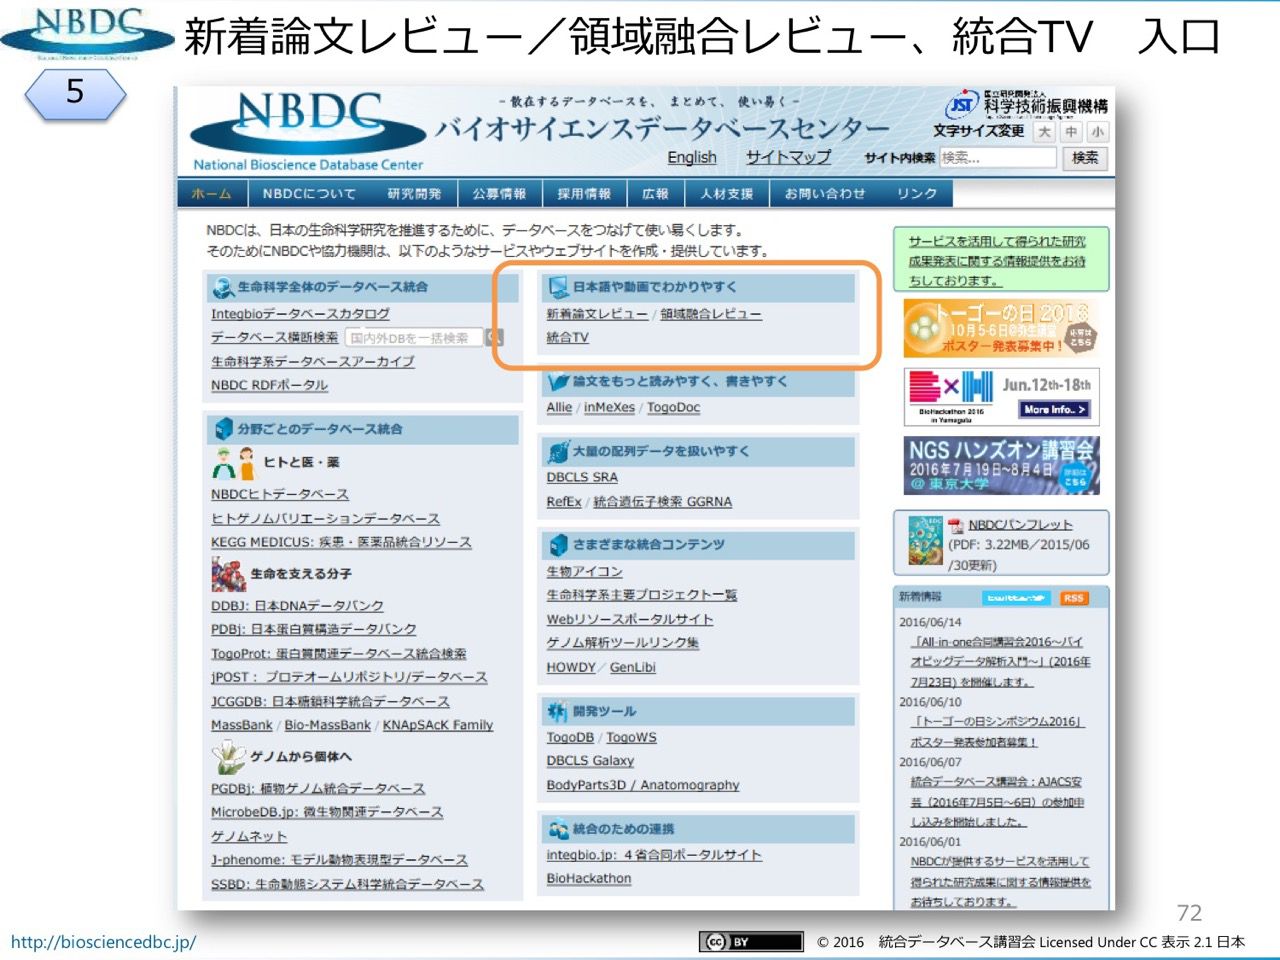 NBDC 新着論文レビュー／領域融合レビュー、統合TV　入口
5
NBDC
National Bioscience Database Center
－散在するデータベースを、まとめて、使い易く－
バイオサイエンスデータベースセンター
English サイトマップ
JST 国立研究開発法人
科学技術振興機構
文字サイズ変更 大 中 小
サイト内検索 検索... 検索
ホーム NBDCについて 研究開発 公募情報 採用情報 広報 人材支援 お問い合わせ リンク
NBDCは、日本の生命科学研究を推進するために、データベースをつなげて使い易くします。
そのためにNBDCや協力機関は、以下のようなサービスやウェブサイトを作成・提供しています。
生命科学全体のデータベース統合
Integbioデータベースカタログ
データベース横断検索 国内外DBを一括検索
生命科学系データベースアーカイブ
NBDC RDFポータル
分野ごとのデータベース統合
ヒトと医・薬
NBDCヒトデータベース
ヒトゲノムバリエーションデータベース
KEGG MEDICUS: 疾患・医薬品統合リソース
生命を支える分子
DDBJ: 日本DNAデータバンク
PDBj: 日本蛋白質構造データバンク
TogoProt: 蛋白質関連データベース統合検索
jPOST： プロテオームリポジトリ/データベース
JCGGDB: 日本糖鎖科学統合データベース
MassBank / Bio-MassBank / KNApSAcK Family
ゲノムから個体へ
PGDBj: 植物ゲノム統合データベース
MicrobeDB.jp: 微生物関連データベース
ゲノムネット
J-phenome: モデル動物表現型データベース
SSBD: 生命動態システム科学統合データベース
日本語や動画でわかりやすく
新着論文レビュー / 領域融合レビュー
統合TV
論文をもっと読みやすく、書きやすく
Allie / inMeXes / TogoDoc
大量の配列データを扱いやすく
DBCLS SRA
RefEx / 統合遺伝子検索 GGRNA
さまざまな統合コンテンツ
生物アイコン
生命科学系主要プロジェクト一覧
Webリソースポータルサイト
ゲノム解析ツールリンク集
HOWDY / GenLibi
開発ツール
TogoDB / TogoWS
DBCLS Galaxy
BodyParts3D / Anatomography
統合のための連携
integbio.jp: ４省合同ポータルサイト
BioHackathon
サービスを活用して得られた研究
成果発表に関する情報提供をお待
ちしております。
トーゴーの日 2016
10月5-6日
ポスター発表募集中！
応募はこちら
BxH Jun.12th-18th
BioHackathon 2016
in Yamagata
More Info.. >
NGS ハンズオン講習会
2016年7月19日～8月4日
@ 東京大学
詳細はこちら
NBDCパンフレット
(PDF: 3.22MB／2015/06
/30更新)
新着情報 RSS
2016/06/14
「All-in-one合同講習会2016～バイ
オビッグデータ解析入門～」(2016年
7月23日) を開催します。
2016/06/10
「トーゴーの日シンポジウム2016」
ポスター発表参加者募集！
2016/06/07
統合データベース講習会：AJACS安
芸（2016年7月5日～6日）の参加申
し込みを開始しました。
2016/06/01
NBDCが提供するサービスを活用して
得られた研究成果に関する情報提供を
お待ちしております。
72
http://biosciencedbc.jp/
CC BY © 2016　統合データベース講習会 Licensed Under CC 表示 2.1 日本